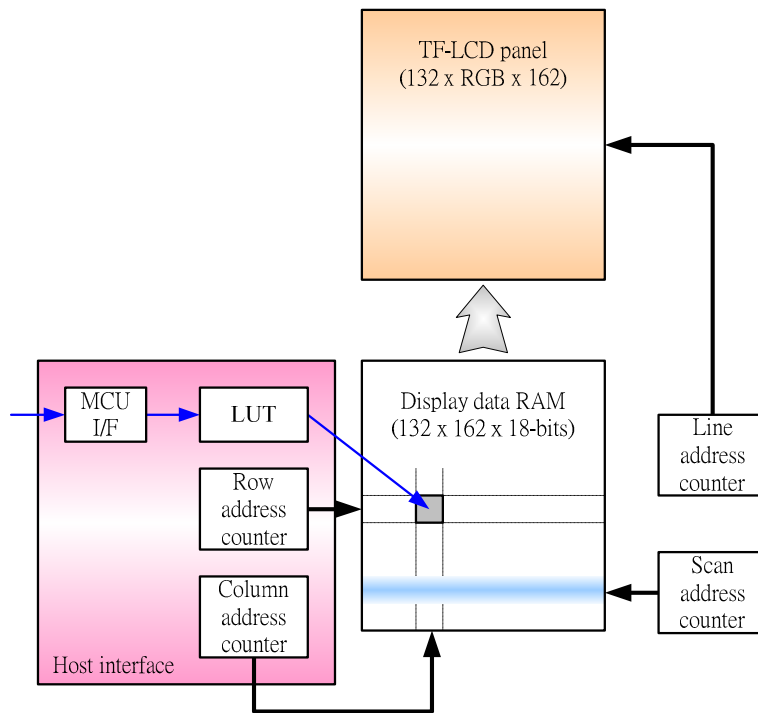 TF-LCD panel
(132 x RGB x 162)
MCU
I/F
LUT
Display data RAM
(132 x 162 x 18-bits)
Line
address
counter
Row
address
counter
Scan
address
counter
Column
address
counter
Host interface